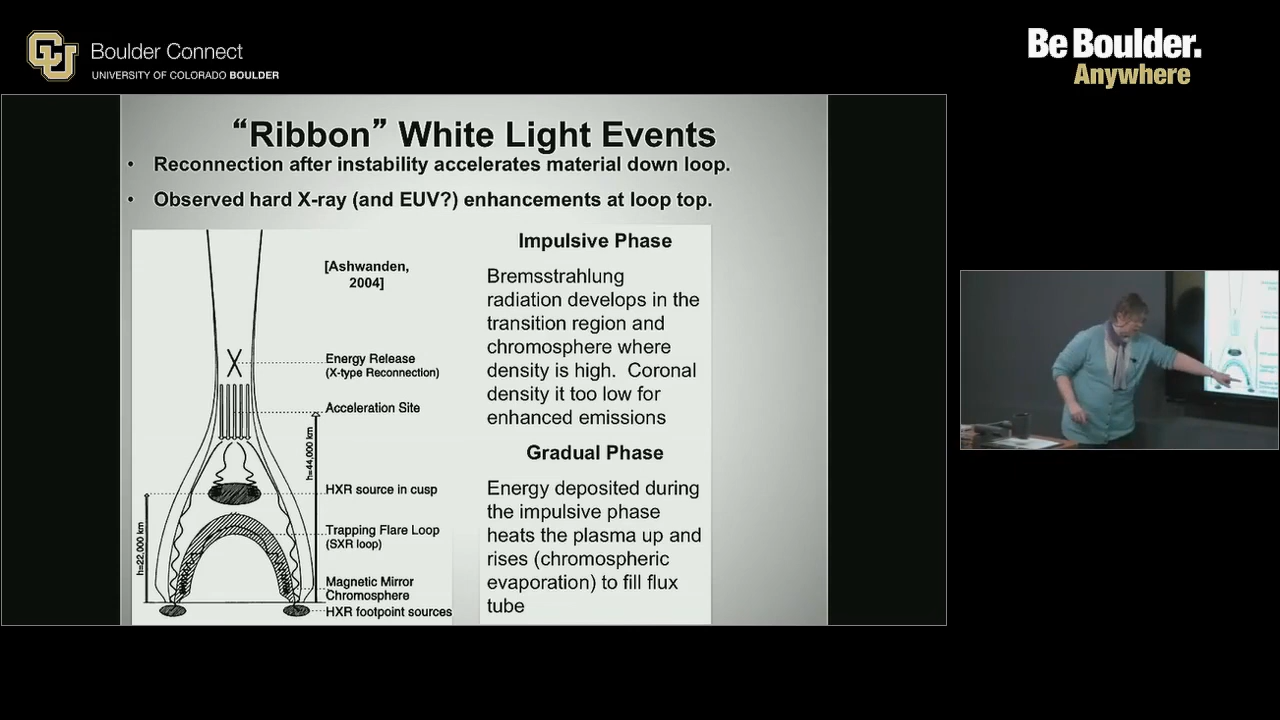 Boulder Connect
UNIVERSITY OF COLORADO BOULDER
Be Boulder.
Anywhere
“Ribbon” White Light Events
• Reconnection after instability accelerates material down loop.
• Observed hard X-ray (and EUV?) enhancements at loop top.
[Ashwanden,
2004]
Energy Release
(X-type Reconnection)
Acceleration Site
h=44,000 km
HXR source in cusp
Trapping Flare Loop
(SXR loop)
h=22,000 km
Magnetic Mirror
Chromosphere
HXR footpoint sources
Impulsive Phase
Bremsstrahlung
radiation develops in the
transition region and
chromosphere where
density is high. Coronal
density it too low for
enhanced emissions
Gradual Phase
Energy deposited during
the impulsive phase
heats the plasma up and
rises (chromospheric
evaporation) to fill flux
tube